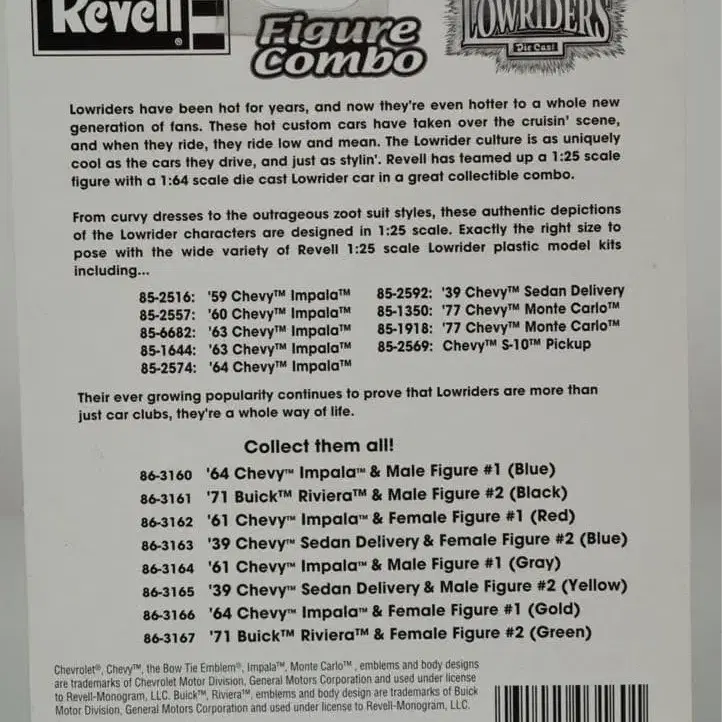 Revell®
Figure
Combo
LOWRIDERS
Die Cast
Lowriders have been hot for years, and now they're even hotter to a whole new
generation of fans. These hot custom cars have taken over the cruisin' scene,
and when they ride, they ride low and mean. The Lowrider culture is as uniquely
cool as the cars they drive, and just as stylin'. Revell has teamed up a 1:25 scale
figure with a 1:64 scale die cast Lowrider car in a great collectible combo.
From curvy dresses to the outrageous zoot suit styles, these authentic depictions
of the Lowrider characters are designed in 1:25 scale. Exactly the right size to
pose with the wide variety of Revell 1:25 scale Lowrider plastic model kits
including...
85-2516: '59 Chevy™ Impala™
85-2557: '60 Chevy™ Impala™
85-6682: '63 Chevy™ Impala™
85-1644: '63 Chevy™ Impala™
85-2574: '64 Chevy™ Impala™
85-2592: '39 Chevy™ Sedan Delivery
85-1350: '77 Chevy™ Monte Carlo™
85-1918: '77 Chevy™ Monte Carlo™
85-2569: Chevy™ S-10™ Pickup
Their ever growing popularity continues to prove that Lowriders are more than
just car clubs, they're a whole way of life.
Collect them all!
86-3160 '64 Chevy™ Impala™ & Male Figure #1 (Blue)
86-3161 '71 Buick™ Riviera™ & Male Figure #2 (Black)
86-3162 '61 Chevy™ Impala™ & Female Figure #1 (Red)
86-3163 '39 Chevy™ Sedan Delivery & Female Figure #2 (Blue)
86-3164 '61 Chevy™ Impala™ & Male Figure #1 (Gray)
86-3165 '39 Chevy™ Sedan Delivery & Male Figure #2 (Yellow)
86-3166 '64 Chevy™ Impala™ & Female Figure #1 (Gold)
86-3167 '71 Buick™ Riviera™ & Female Figure #2 (Green)
Chevrolet®, Chevy™, the Bow Tie Emblem®, Impala™, Monte Carlo™, emblems and body designs
are trademarks of Chevrolet Motor Division, General Motors Corporation and used under license
to Revell-Monogram, LLC. Buick™, Riviera™, emblems and body design are trademarks of Buick
Motor Division, General Motors Corporation and used under license to Revell-Monogram, LLC.